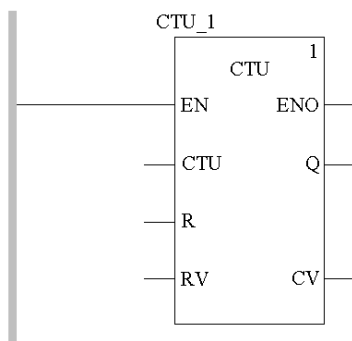 CTU_1
1
CTU
EN ENO
CTU Q
R
RV CV